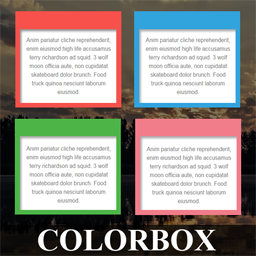 Anim pariatur cliche reprehenderit,
enim eiusmod high life accusamus
terry richardson ad squid. 3 wolf
moon officia aute, non cupidatat
skateboard dolor brunch. Food
truck quinoa nesciunt laborum
eiusmod.
Anim pariatur cliche reprehenderit,
enim eiusmod high life accusamus
terry richardson ad squid. 3 wolf
moon officia aute, non cupidatat
skateboard dolor brunch. Food
truck quinoa nesciunt laborum
eiusmod.
Anim pariatur cliche reprehenderit,
enim eiusmod high life accusamus
terry richardson ad squid. 3 wolf
moon officia aute, non cupidatat
skateboard dolor brunch. Food
truck quinoa nesciunt laborum
eiusmod.
Anim pariatur cliche reprehenderit,
enim eiusmod high life accusamus
terry richardson ad squid. 3 wolf
moon officia aute, non cupidatat
skateboard dolor brunch. Food
truck quinoa nesciunt laborum
eiusmod.
COLORBOX